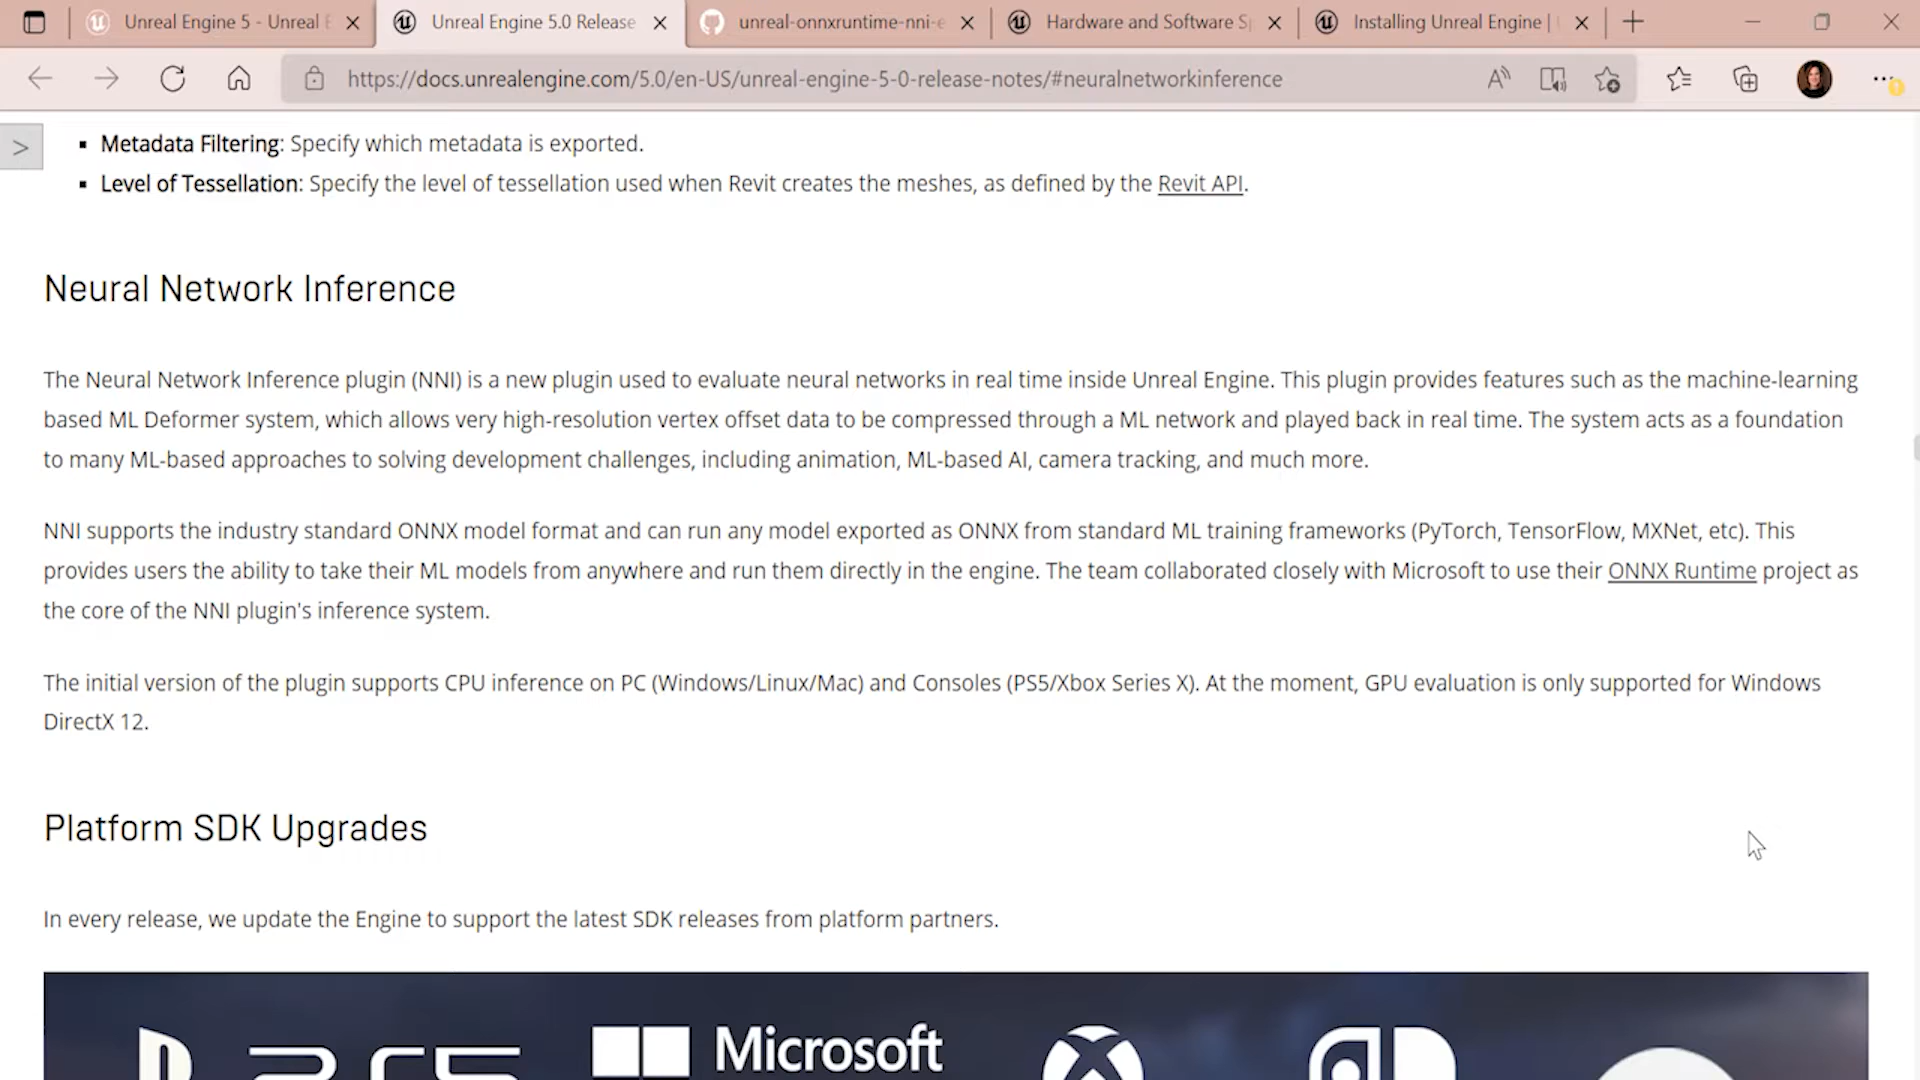 Unreal Engine 5 - Unreal E
Unreal Engine 5.0 Release
unreal-onnxruntime-nni-e
Hardware and Software Sp
Installing Unreal Engine |
https://docs.unrealengine.com/5.0/en-US/unreal-engine-5-0-release-notes/#neuralnetworkinference
Metadata Filtering: Specify which metadata is exported.
Level of Tessellation: Specify the level of tessellation used when Revit creates the meshes, as defined by the Revit API.
Neural Network Inference
The Neural Network Inference plugin (NNI) is a new plugin used to evaluate neural networks in real time inside Unreal Engine. This plugin provides features such as the machine-learning
based ML Deformer system, which allows very high-resolution vertex offset data to be compressed through a ML network and played back in real time. The system acts as a foundation
to many ML-based approaches to solving development challenges, including animation, ML-based AI, camera tracking, and much more.
NNI supports the industry standard ONNX model format and can run any model exported as ONNX from standard ML training frameworks (PyTorch, TensorFlow, MXNet, etc). This
provides users the ability to take their ML models from anywhere and run them directly in the engine. The team collaborated closely with Microsoft to use their ONNX Runtime project as
the core of the NNI plugin's inference system.
The initial version of the plugin supports CPU inference on PC (Windows/Linux/Mac) and Consoles (PS5/Xbox Series X). At the moment, GPU evaluation is only supported for Windows
DirectX 12.
Platform SDK Upgrades
In every release, we update the Engine to support the latest SDK releases from platform partners.
PS5 Microsoft